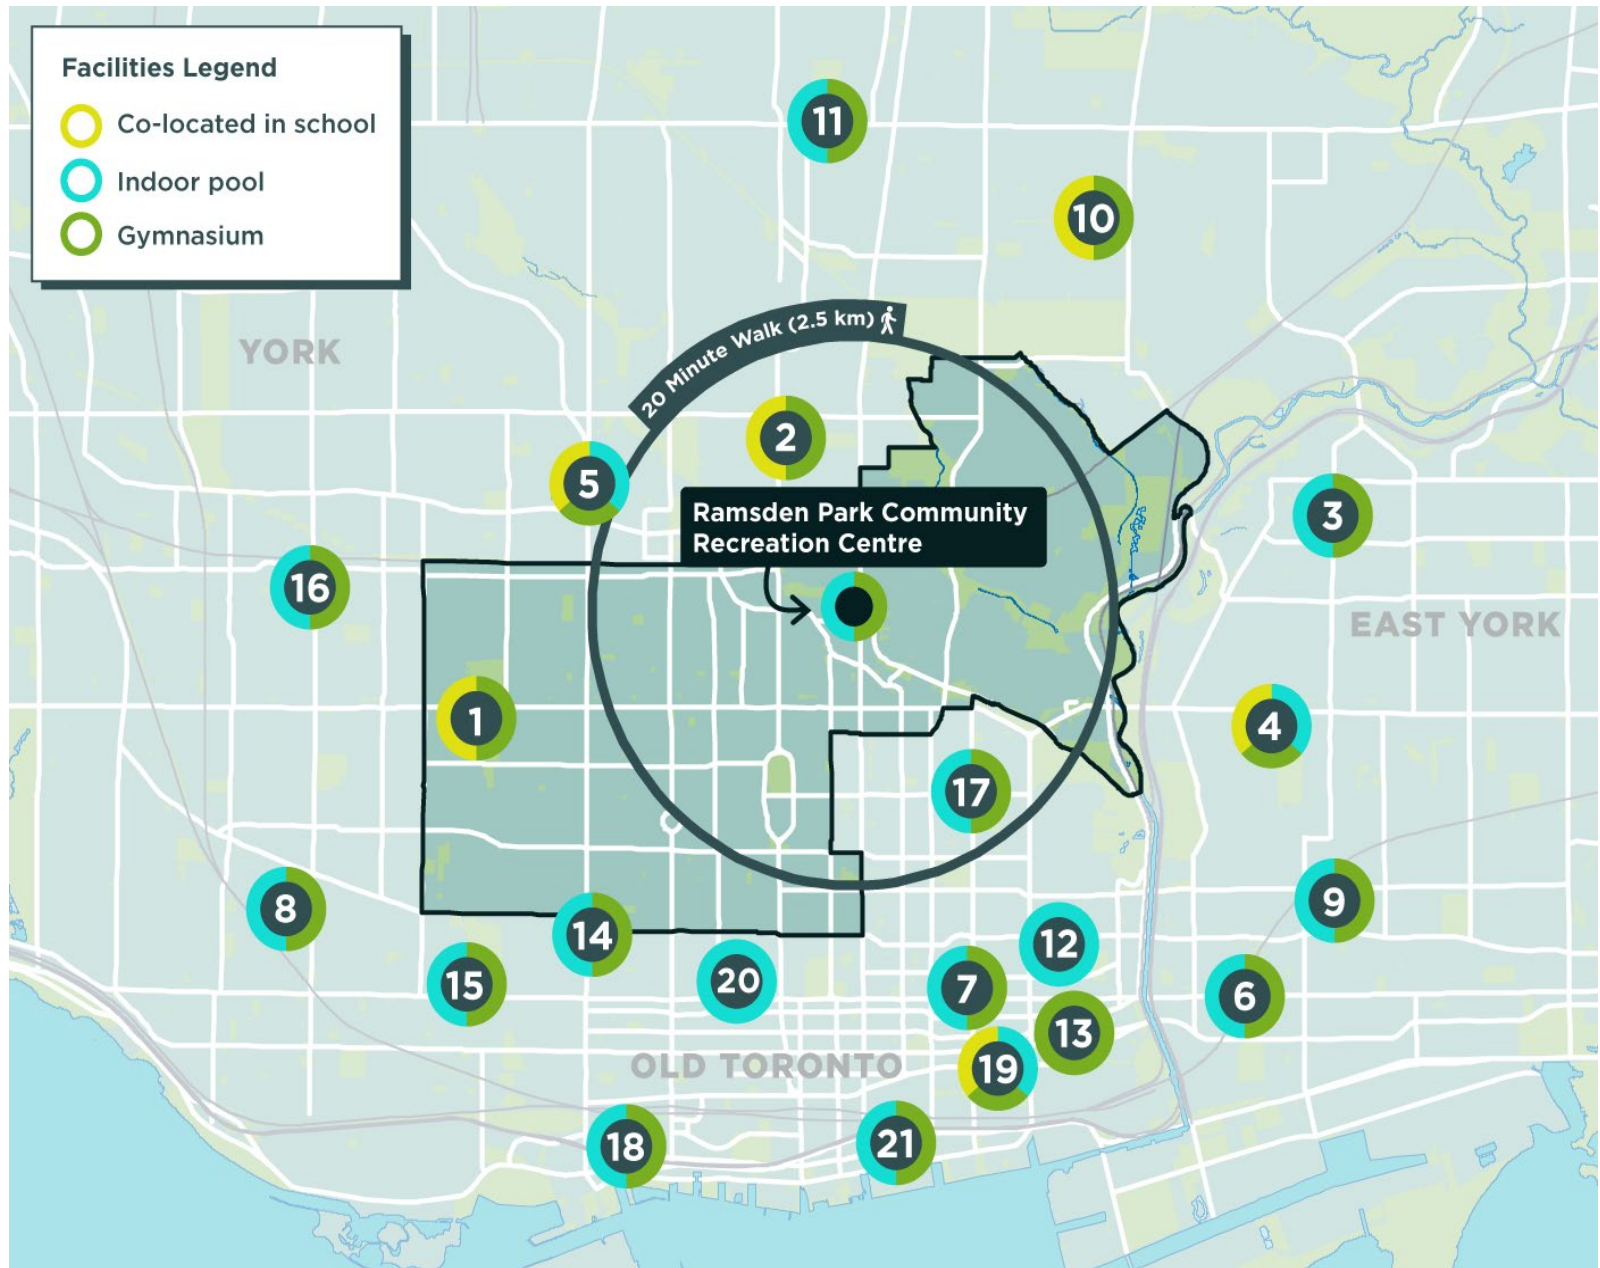 Facilities Legend
Co-located in school
Indoor pool
Gymnasium
11
10
YORK
20 Minute Walk (2.5 km)
2
5
Ramsden Park Community
Recreation Centre
3
16
EAST YORK
1
4
17
8
9
14
12
15
20
7
6
13
OLD TORONTO
19
18
21